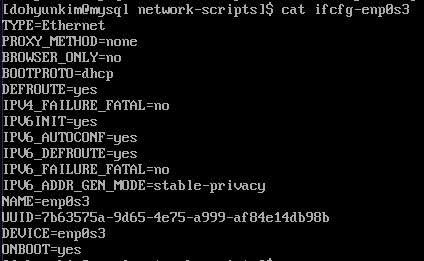 [dohyunkim@mysql network-scripts]$ cat ifcfg-enp0s3
TYPE=Ethernet
PROXY_METHOD=none
BROWSER_ONLY=no
BOOTPROTO=dhcp
DEFROUTE=yes
IPV4_FAILURE_FATAL=no
IPV6INIT=yes
IPV6_AUTOCONF=yes
IPV6_DEFROUTE=yes
IPV6_FAILURE_FATAL=no
IPV6_ADDR_GEN_MODE=stable-privacy
NAME=enp0s3
UUID=7b63575a-9d65-4e75-a999-af84e14db98b
DEVICE=enp0s3
ONBOOT=yes